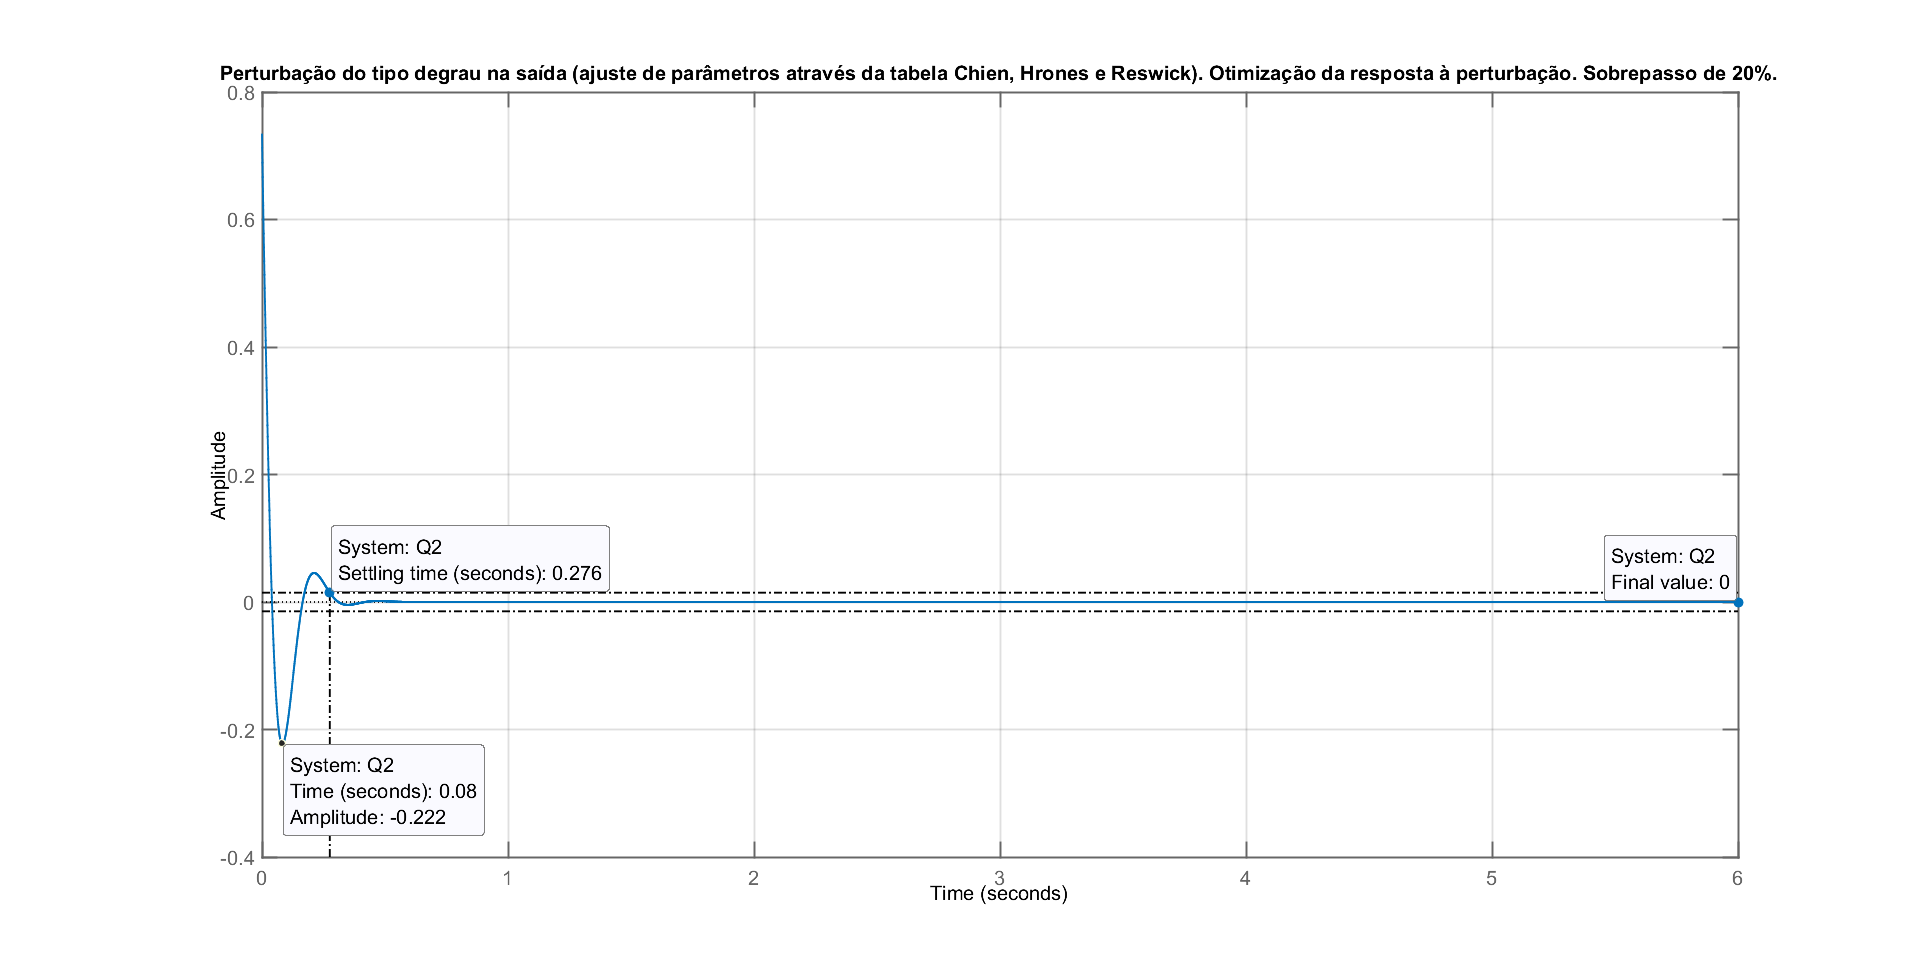 Perturbação do tipo degrau na saída (ajuste de parâmetros através da tabela Chien, Hrones e Reswick). Otimização da resposta à perturbação. Sobrepasso de 20%.
0.8
0.6
0.4
0.2
0
-0.2
-0.4
Amplitude
System: Q2
Settling time (seconds): 0.276
System: Q2
Final value: 0
System: Q2
Time (seconds): 0.08
Amplitude: -0.222
0 1 2 3 4 5 6
Time (seconds)